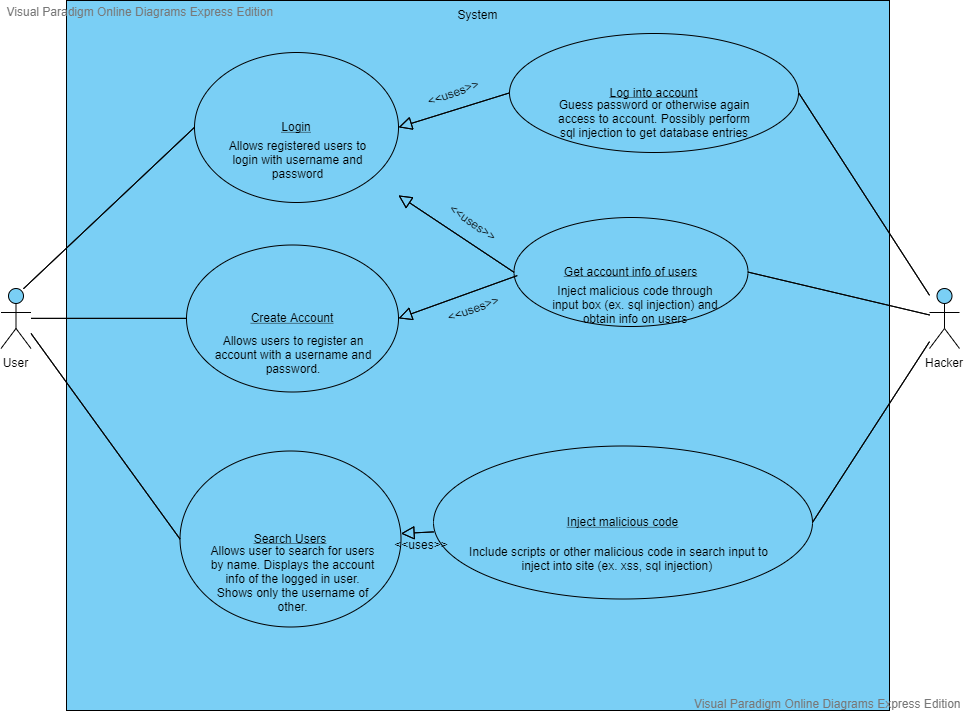 Visual Paradigm Online Diagrams Express Edition
System
Login
Allows registered users to
login with username and
password
<<uses>>
Log into account
Guess password or otherwise again
access to account. Possibly perform
sql injection to get database entries
<<uses>>
Get account info of users
Inject malicious code through
input box (ex. sql injection) and
obtain info on users
<<uses>>
Create Account
Allows users to register an
account with a username and
password.
User
Hacker
Search Users
Allows user to search for users
by name. Displays the account
info of the logged in user.
Shows only the username of
other.
<<uses>>
Inject malicious code
Include scripts or other malicious code in search input to
inject into site (ex. xss, sql injection)
Visual Paradigm Online Diagrams Express Edition